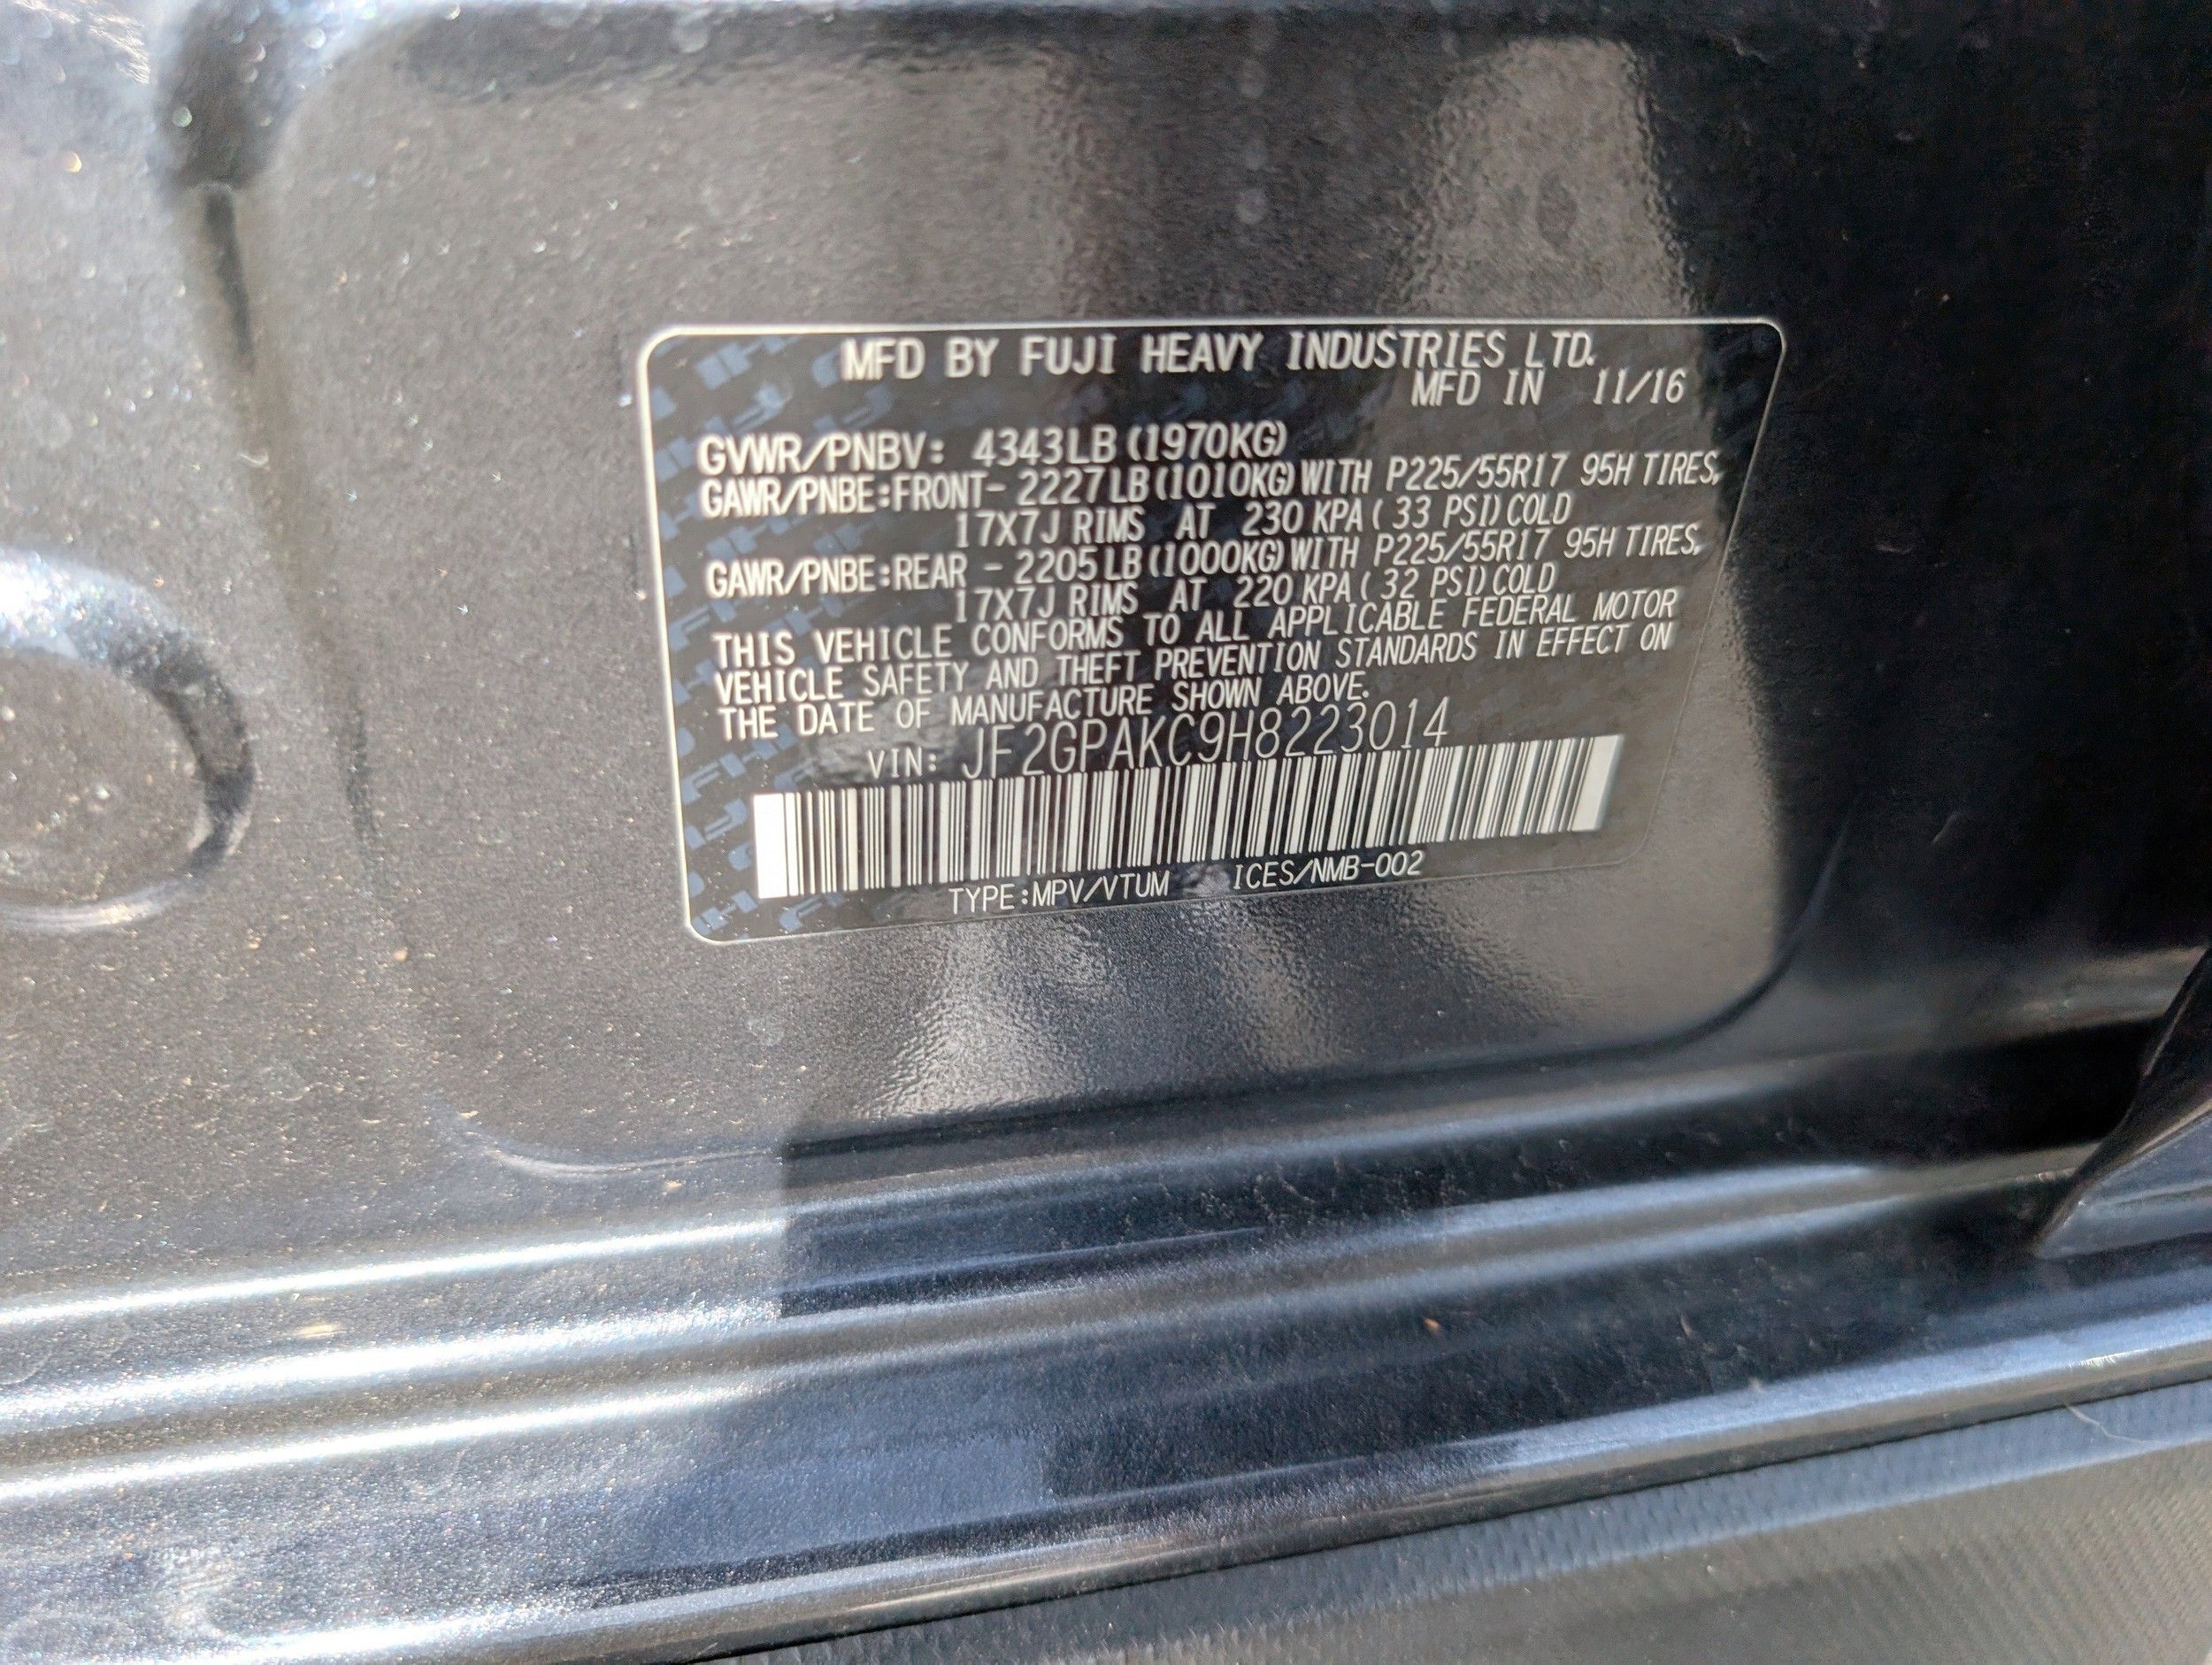 MFD BY FUJI HEAVY INDUSTRIES LTD.
MFD IN 11/16
GVWR/PNBV: 4343LB (1970KG)
GAWR/PNBE:FRONT- 2227LB (1010KG) WITH P225/55R17 95H TIRES,
17X7J RIMS AT 230 KPA ( 33 PSI) COLD
GAWR/PNBE:REAR - 2205LB (1000KG) WITH P225/55R17 95H TIRES,
17X7J RIMS AT 220 KPA ( 32 PSI) COLD
THIS VEHICLE CONFORMS TO ALL APPLICABLE FEDERAL MOTOR
VEHICLE SAFETY AND THEFT PREVENTION STANDARDS IN EFFECT ON
THE DATE OF MANUFACTURE SHOWN ABOVE.
VIN: JF2GPAKC9H8223014
TYPE:MPV/VTUM ICES/NMB-002